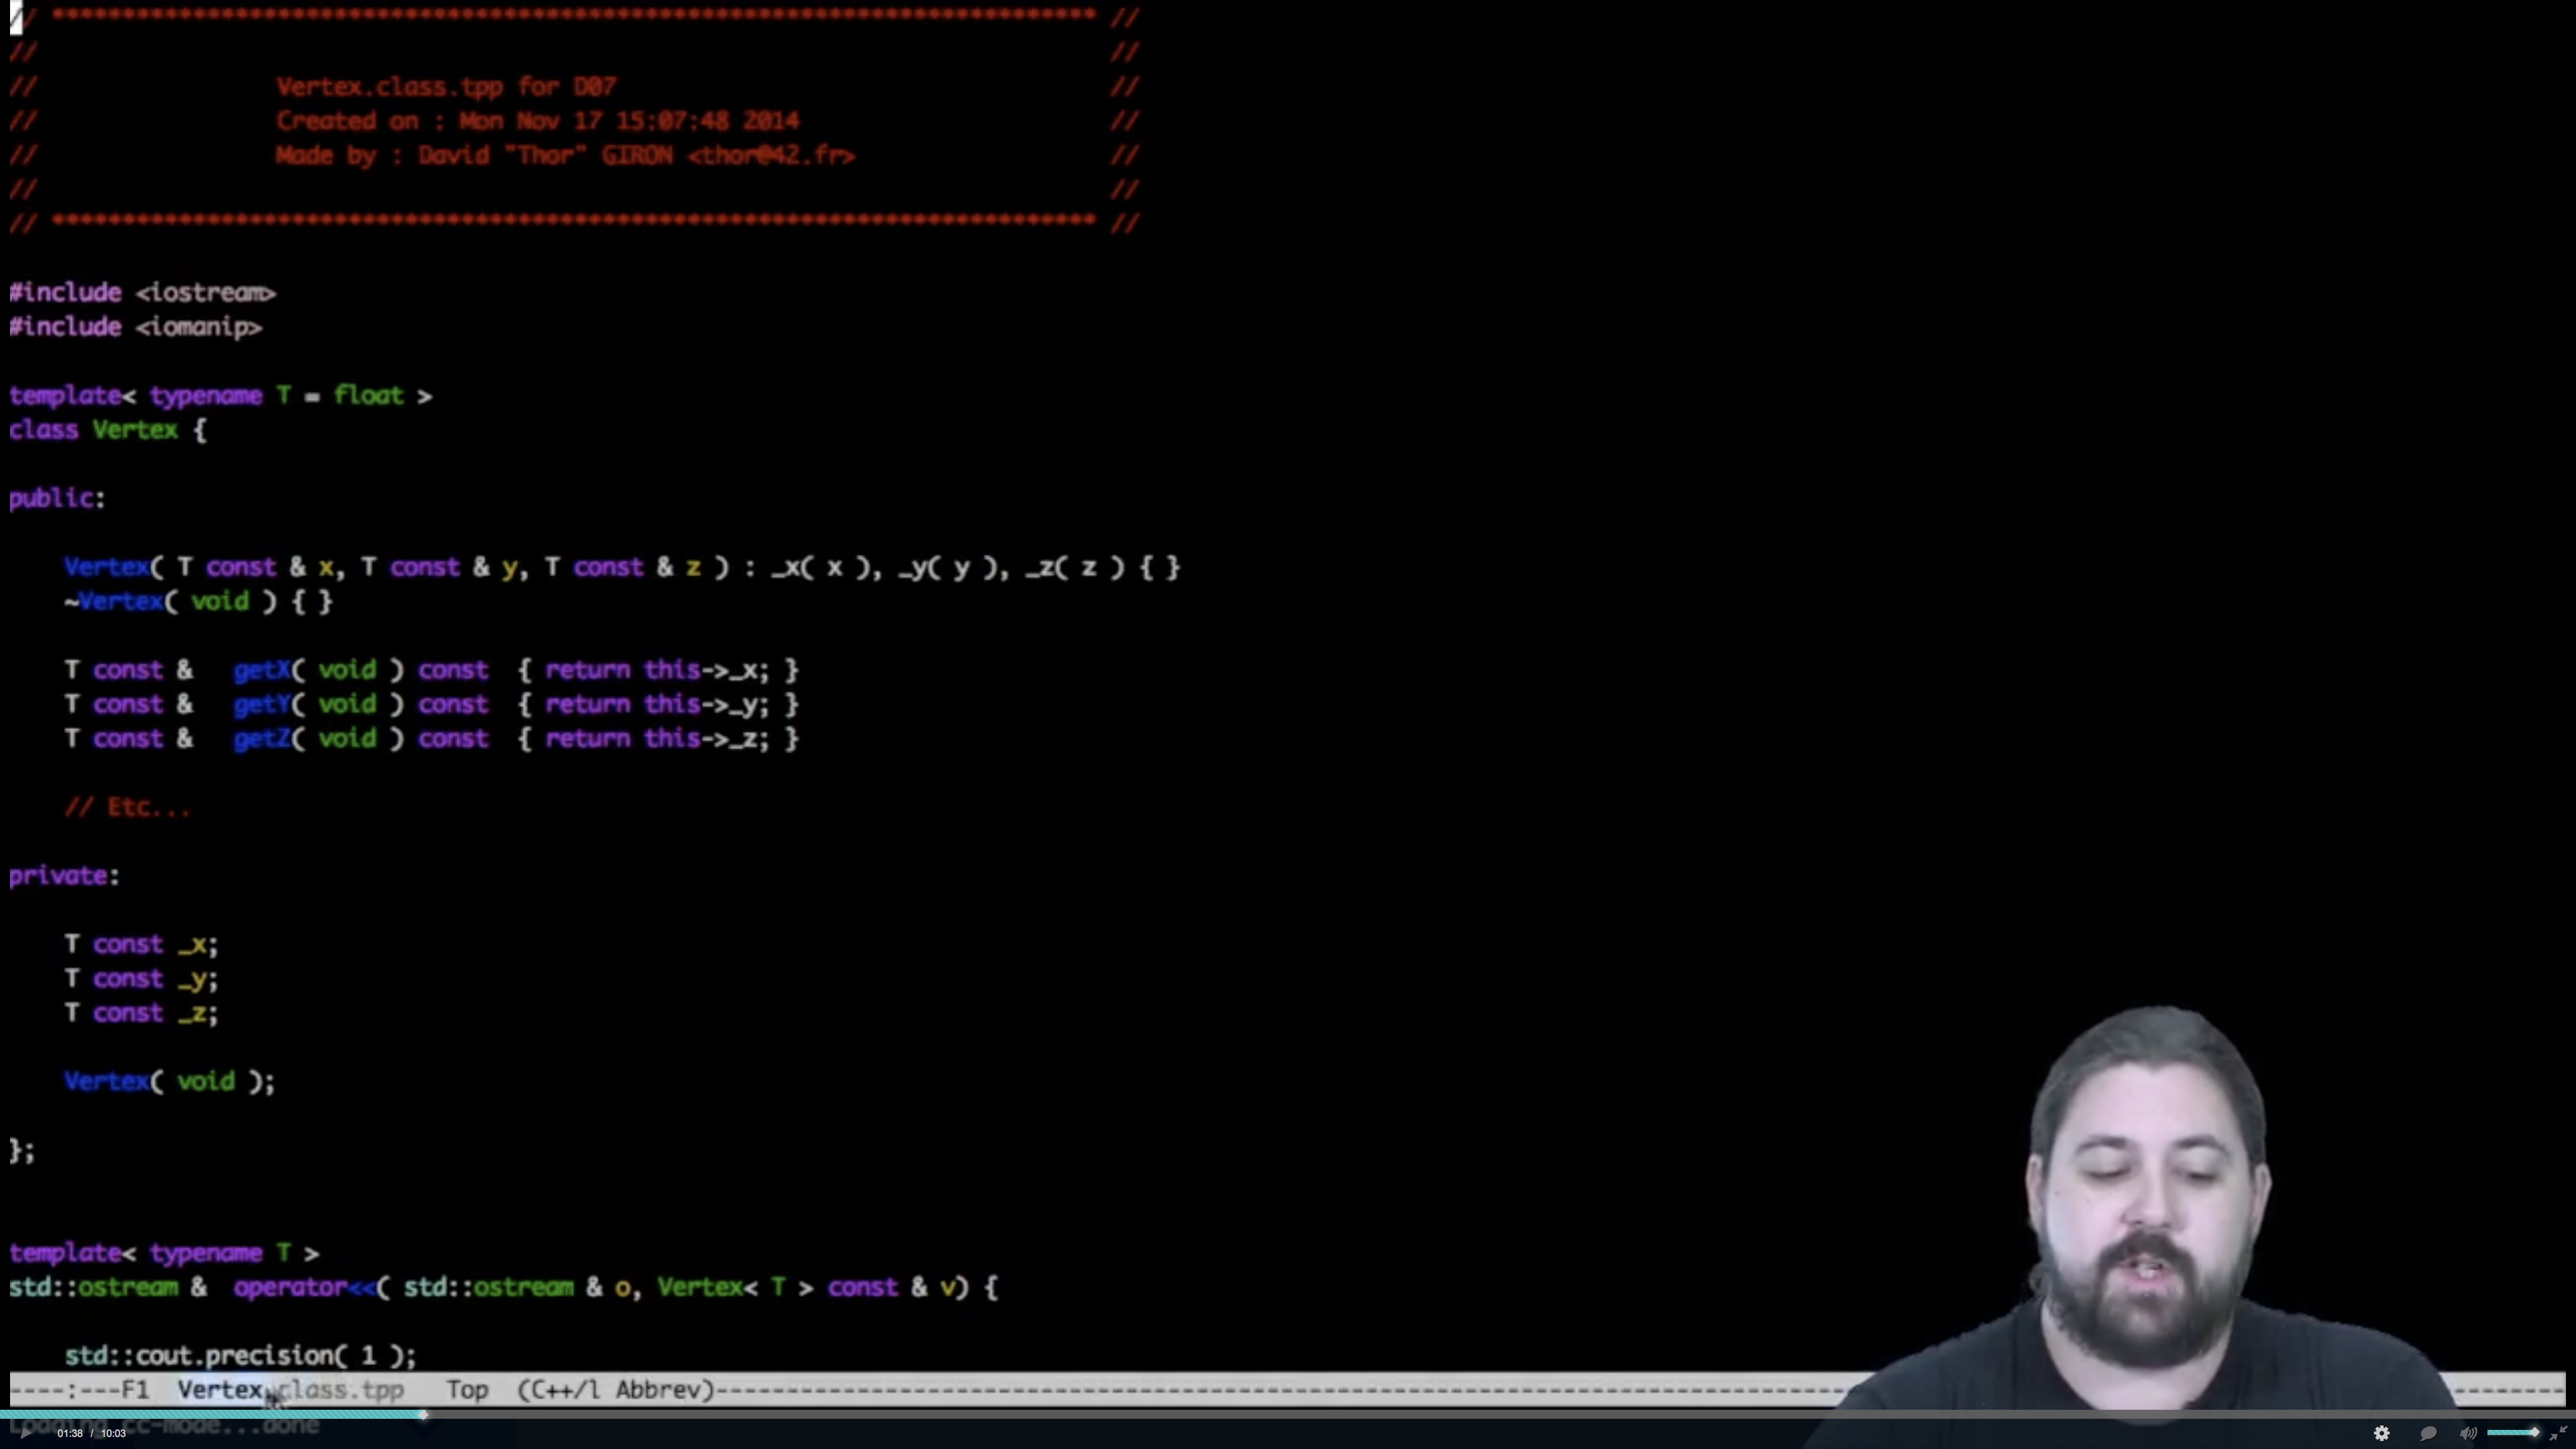 // ************************************************************************** //
// //
// Vertex.class.tpp for D07 //
// Created on : Mon Nov 17 15:07:48 2014 //
// Made by : David "Thor" GIRON <thor@42.fr> //
// //
// ************************************************************************** //
#include <iostream>
#include <iomanip>
template< typename T = float >
class Vertex {
public:
Vertex( T const & x, T const & y, T const & z ) : _x( x ), _y( y ), _z( z ) { }
~Vertex( void ) { }
T const & getX( void ) const { return this->_x; }
T const & getY( void ) const { return this->_y; }
T const & getZ( void ) const { return this->_z; }
// Etc...
private:
T const _x;
T const _y;
T const _z;
Vertex( void );
};
template< typename T >
std::ostream & operator<<( std::ostream & o, Vertex< T > const & v) {
std::cout.precision( 1 );
----:---F1 Vertex.class.tpp Top (C++/l Abbrev)----
Loading cc-mode...done
01:38 / 10:03